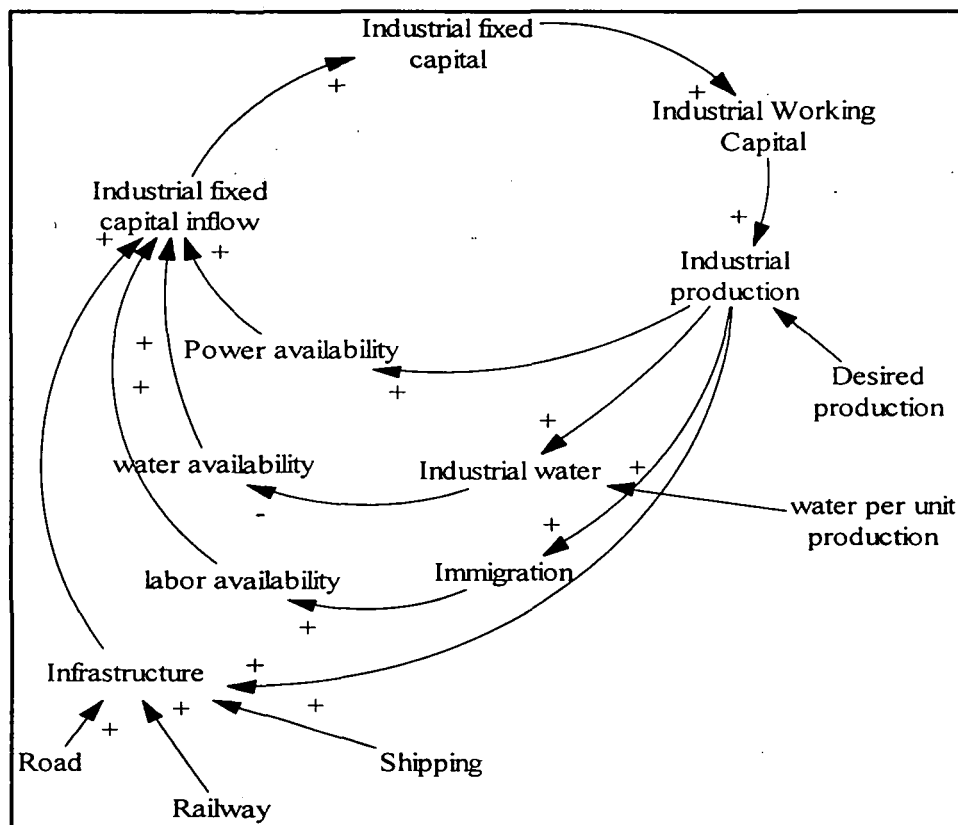 Industrial fixed
capital
+
+
Industrial Working
Capital
Industrial fixed
capital inflow
+
+
+
Industrial
production
Power availability
+
+
+
Desired
production
+
water availability
Industrial water
+
-
water per unit
production
+
labor availability
Immigration
+
Infrastructure
+
+
+
+
Road
Shipping
Railway